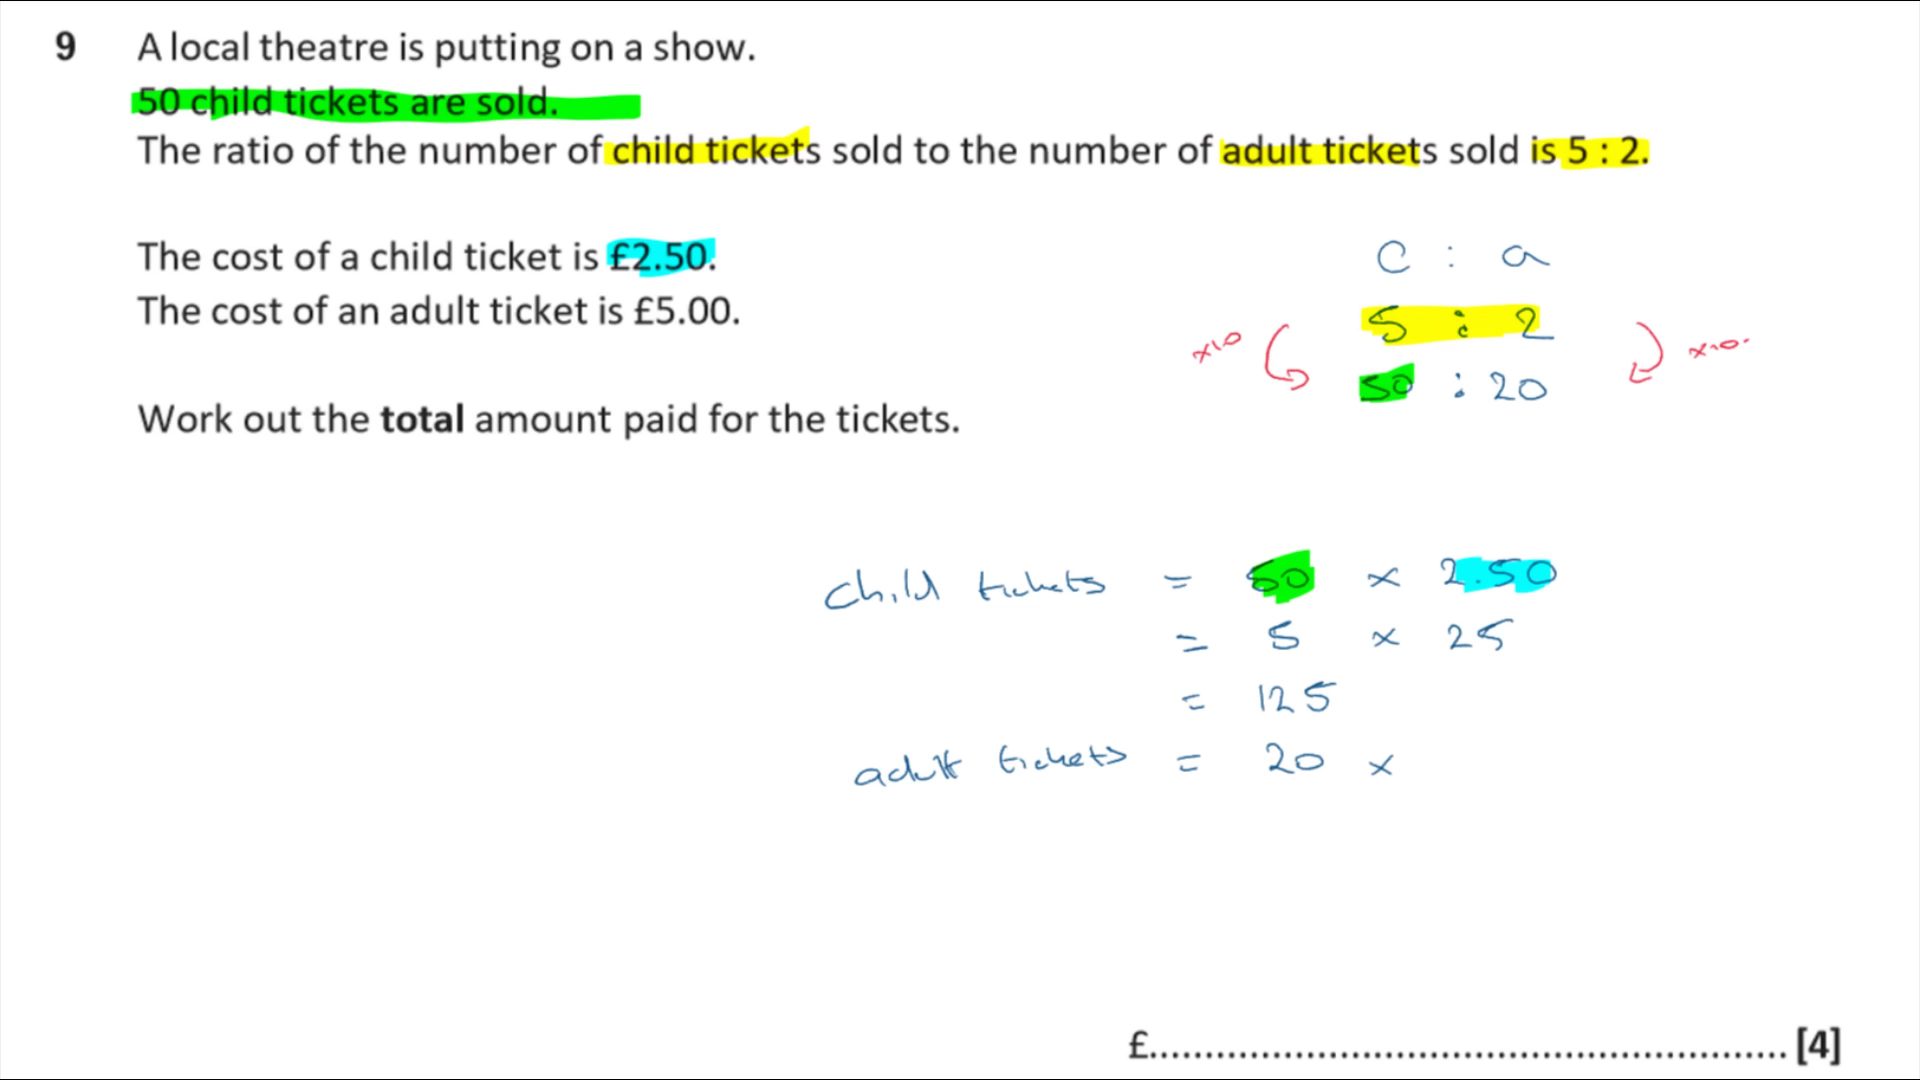 9 A local theatre is putting on a show.
50 child tickets are sold.
The ratio of the number of child tickets sold to the number of adult tickets sold is 5 : 2.
The cost of a child ticket is £2.50.
The cost of an adult ticket is £5.00.
c : a
5 : 2
x10 50 : 20 x10.
Work out the total amount paid for the tickets.
child tickets = 50 x 2.50
= 5 x 25
= 125
adult tickets = 20 x
£................................................................ [4]